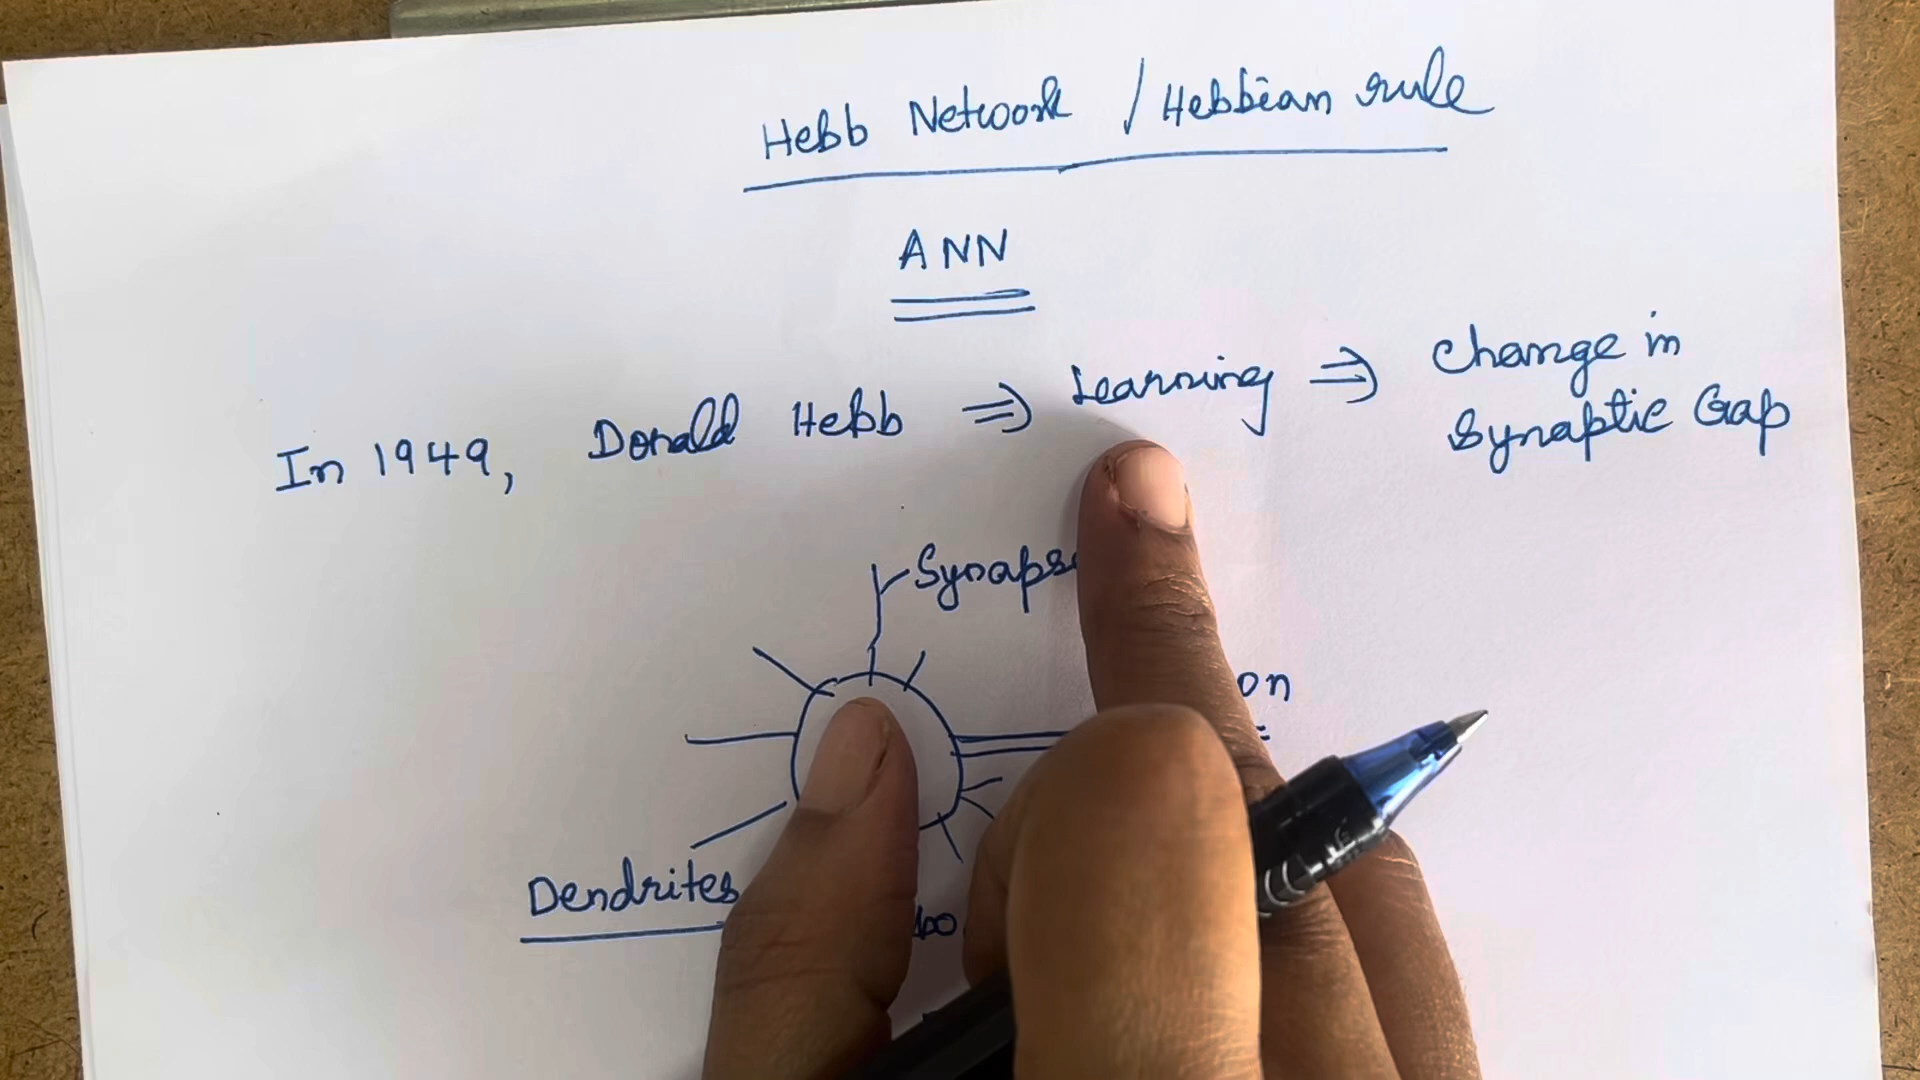 Hebb Network / Hebbian rule
ANN
In 1949, Donald Hebb ⇒ Learning ⇒ Change in
Synaptic Gap
Dendrites